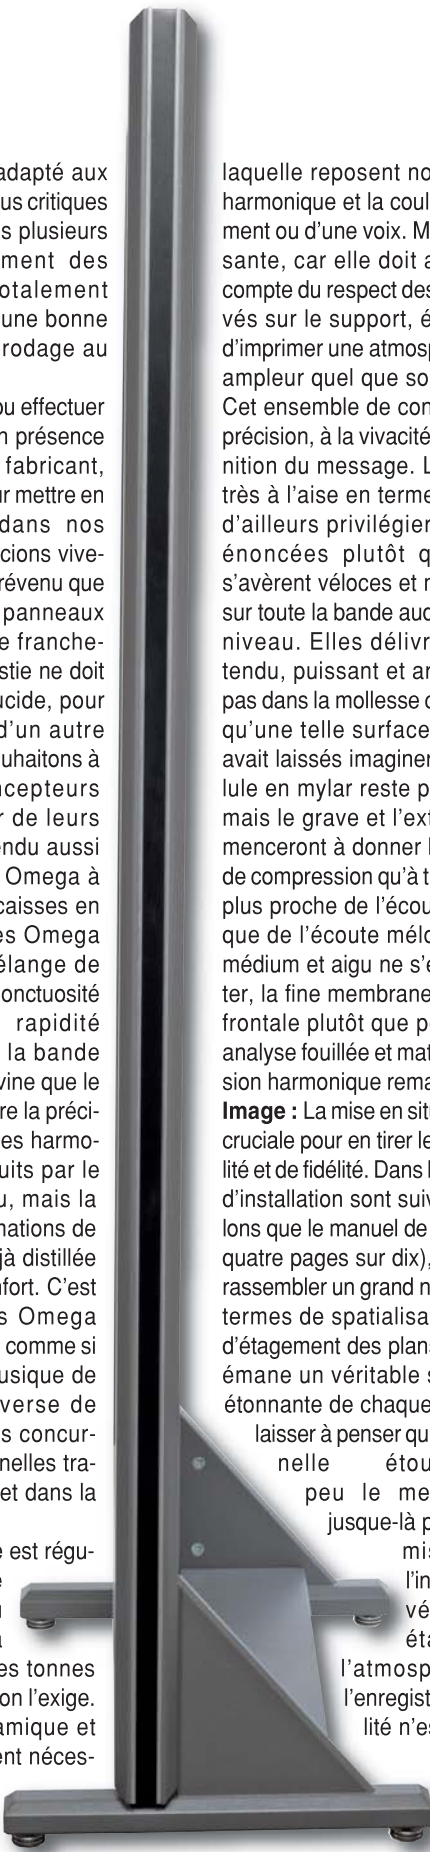 adapté aux
us critiques
s plusieurs
ment des
otalement
une bonne
rodage au
ou effectuer
n présence
fabricant,
ur mettre en
dans nos
cions vive-
révenu que
panneaux
e franche-
stie ne doit
ucide, pour
d'un autre
uhaitons à
ncepteurs
r de leurs
endu aussi
Omega à
caisses en
es Omega
élange de
onctuosité
rapidité
la bande
vine que le
re la préci-
es harmo-
uits par le
u, mais la
nations de
jà distillée
nfort. C'est
s Omega
comme si
usique de
verse de
s concur-
nelles tra-
et dans la
e est régu-
es tonnes
on l'exige.
amique et
ent néces-
laquelle reposent no
harmonique et la coul
ment ou d'une voix. M
sante, car elle doit a
compte du respect des
vés sur le support, é
d'imprimer une atmosp
ampleur quel que so
Cet ensemble de con
précision, à la vivacité
nition du message. L
très à l'aise en terme
d'ailleurs privilégier
énoncées plutôt q
s'avèrent véloces et r
sur toute la bande aud
niveau. Elles délivr
tendu, puissant et ar
pas dans la mollesse c
qu'une telle surface
avait laissés imaginer
lule en mylar reste p
mais le grave et l'ext
menceront à donner l
de compression qu'à t
plus proche de l'écou
que de l'écoute mélo
médium et aigu ne s'é
ter, la fine membrane
frontale plutôt que p
analyse fouillée et mat
sion harmonique rema
Image : La mise en situ
cruciale pour en tirer le
lité et de fidélité. Dans l
d'installation sont suiv
lons que le manuel de
quatre pages sur dix),
rassembler un grand n
termes de spatialisa
d'étagement des plans
émane un véritable s
étonnante de chaque
laisser à penser qu
nelle étou
peu le me
jusque-là p
mis
l'in
vé
éta
l'atmosp
l'enregist
lité n'es